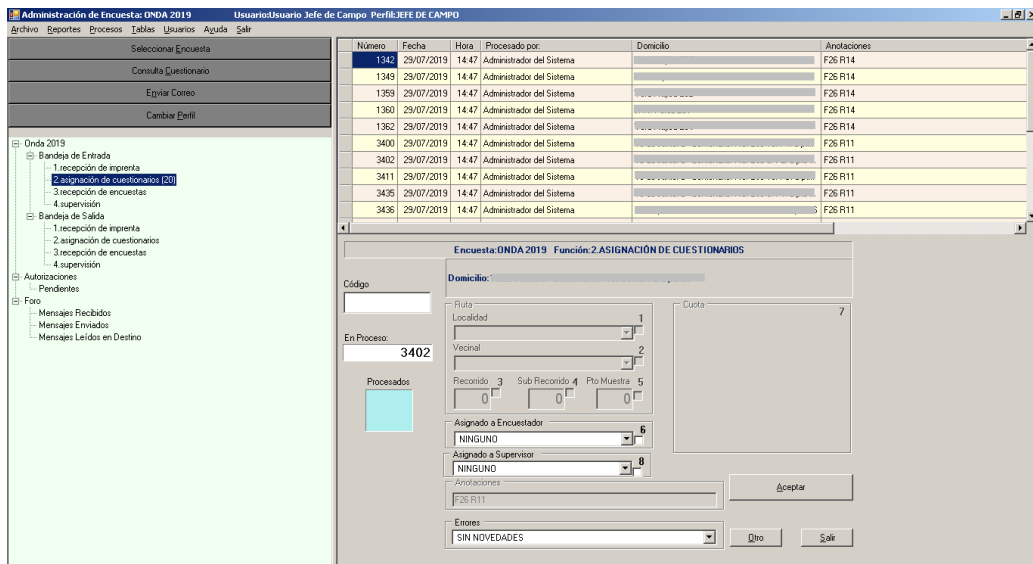 Administración de Encuesta: ONDA 2019 Usuario:Usuario Jefe de Campo Perfil:JEFE DE CAMPO
Archivo Reportes Procesos Tablas Usuarios Ayuda Salir
Seleccionar Encuesta
Consulta Cuestionario
Enviar Correo
Cambiar Perfil
Onda 2019
Bandeja de Entrada
1.recepción de imprenta
2.asignación de cuestionarios (20)
3.recepción de encuestas
4.supervisión
Bandeja de Salida
1.recepción de imprenta
2.asignación de cuestionarios
3.recepción de encuestas
4.supervisión
Autorizaciones
Pendientes
Foro
Mensajes Recibidos
Mensajes Enviados
Mensajes Leídos en Destino
Número Fecha Hora Procesado por: Domicilio Anotaciones
1342 29/07/2019 14:47 Administrador del Sistema F26 R14
1349 29/07/2019 14:47 Administrador del Sistema F26 R14
1359 29/07/2019 14:47 Administrador del Sistema F26 R14
1360 29/07/2019 14:47 Administrador del Sistema F26 R14
1362 29/07/2019 14:47 Administrador del Sistema F26 R14
3400 29/07/2019 14:47 Administrador del Sistema F26 R11
3402 29/07/2019 14:47 Administrador del Sistema F26 R11
3411 29/07/2019 14:47 Administrador del Sistema F26 R11
3435 29/07/2019 14:47 Administrador del Sistema F26 R11
3436 29/07/2019 14:47 Administrador del Sistema F26 R11
Encuesta:ONDA 2019 Función:2.ASIGNACIÓN DE CUESTIONARIOS
Domicilio:
Código
En Proceso:
3402
Procesados
Ruta
Localidad 1
Vecinal 2
Recorrido 3 Sub Recorrido 4 Pto Muestra 5
0 0 0
Cuota 7
Asignado a Encuestador
NINGUNO 6
Asignado a Supervisor
NINGUNO 8
Anotaciones
F26 R11
Aceptar
Errores
SIN NOVEDADES
Otro Salir